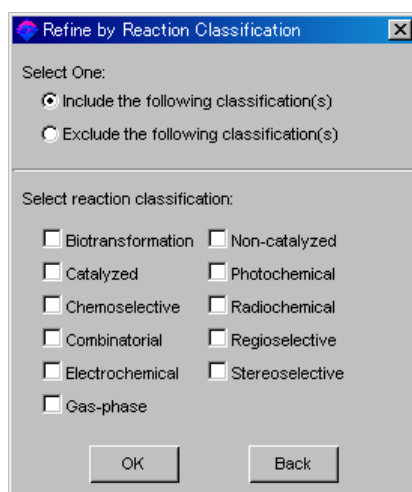 Refine by Reaction Classification
Select One:
Include the following classification(s)
Exclude the following classification(s)
Select reaction classification:
Biotransformation Non-catalyzed
Catalyzed Photochemical
Chemoselective Radiochemical
Combinatorial Regioselective
Electrochemical Stereoselective
Gas-phase
OK Back